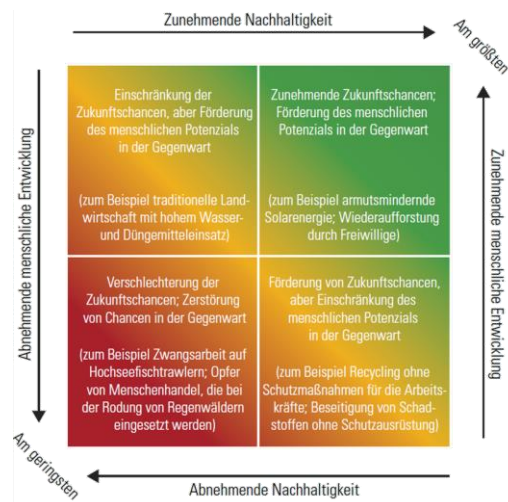 Zunehmende Nachhaltigkeit
Am größten
Abnehmende menschliche Entwicklung
Einschränkung der
Zukunftschancen, aber Förderung
des menschlichen Potenzials
in der Gegenwart
(zum Beispiel traditionelle Land-
wirtschaft mit hohem Wasser-
und Düngemitteleinsatz)
Zunehmende Zukunftschancen;
Förderung des menschlichen
Potenzials in der Gegenwart
(zum Beispiel armutsmindernde
Solarenergie; Wiederaufforstung
durch Freiwillige)
Zunehmende menschliche Entwicklung
Verschlechterung der
Zukunftschancen; Zerstörung
von Chancen in der Gegenwart
(zum Beispiel Zwangsarbeit auf
Hochseefischtrawlern; Opfer
von Menschenhandel, die bei
der Rodung von Regenwäldern
eingesetzt werden)
Förderung von Zukunftschancen,
aber Einschränkung des
menschlichen Potenzials
in der Gegenwart
(zum Beispiel Recycling ohne
Schutzmaßnahmen für die Arbeits-
kräfte; Beseitigung von Schad-
stoffen ohne Schutzausrüstung)
Am geringsten
Abnehmende Nachhaltigkeit